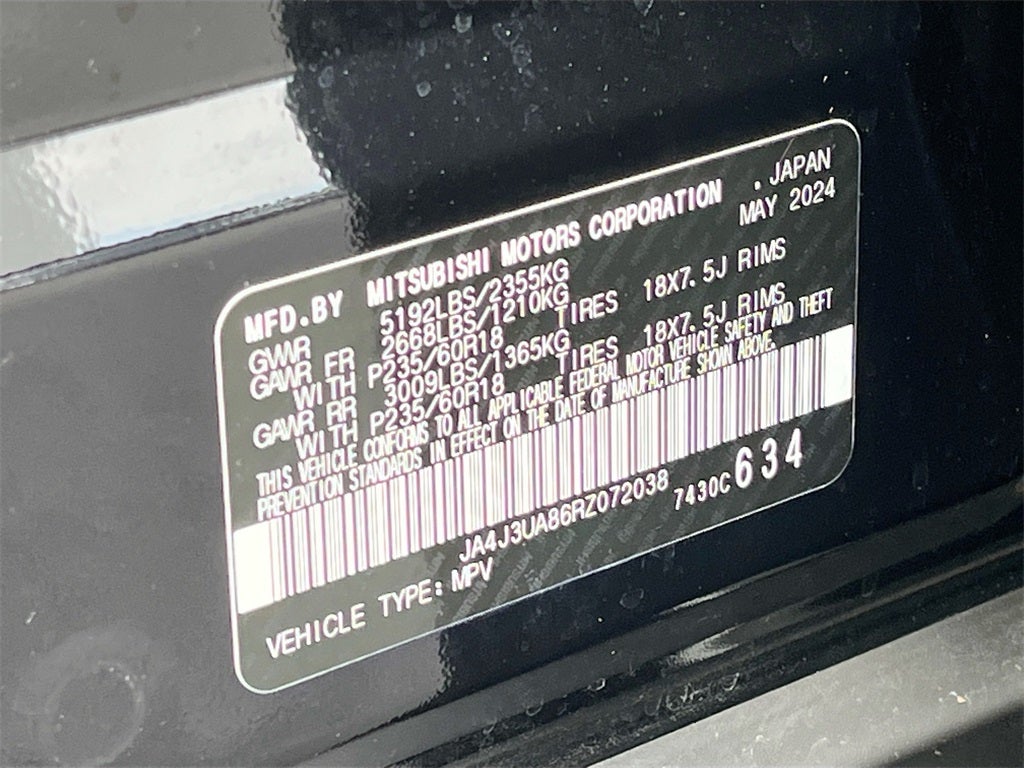 MFD.BY MITSUBISHI MOTORS CORPORATION . JAPAN
MAY 2024
GVWR 5192LBS/2355KG
GAWR FR 2668LBS/1210KG
WITH P235/60R18 TIRES 18X7.5J RIMS
GAWR RR 3009LBS/1365KG
WITH P235/60R18 TIRES 18X7.5J RIMS
THIS VEHICLE CONFORMS TO ALL APPLICABLE FEDERAL MOTOR VEHICLE SAFETY AND THEFT
PREVENTION STANDARDS IN EFFECT ON THE DATE OF MANUFACTURE SHOWN ABOVE.
JA4J3UA86RZ072038 7430C 634
VEHICLE TYPE: MPV